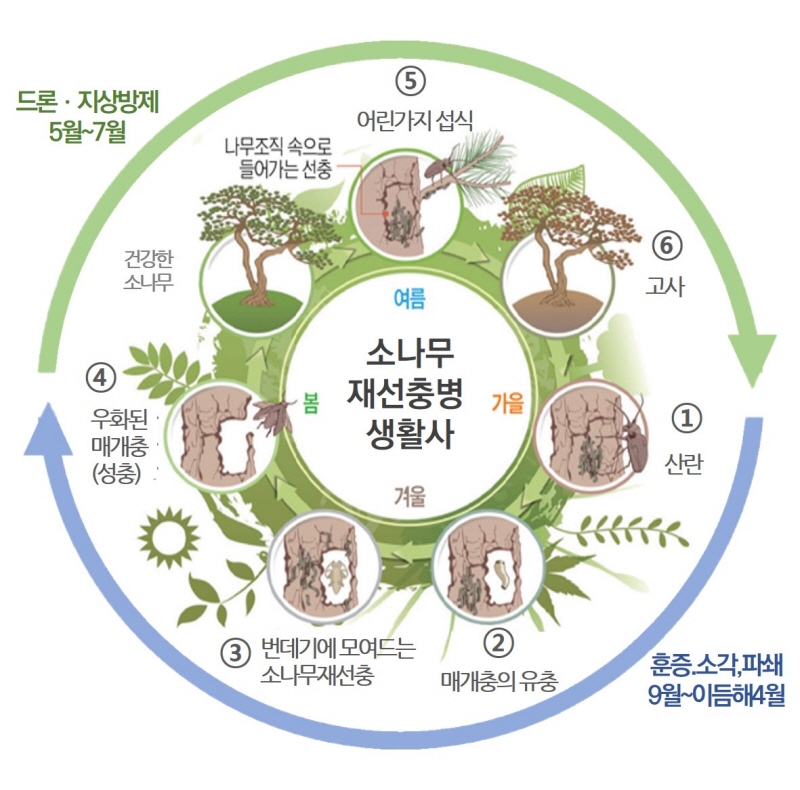 드론 · 지상방제
5월~7월
⑤
어린가지 섭식
나무조직 속으로
들어가는 선충
건강한
소나무
⑥
고사
여름
소나무
재선충병
생활사
봄
가을
겨울
④
우화된
매개충
(성충)
①
산란
③
번데기에 모여드는
소나무재선충
②
매개충의 유충
훈증.소각,파쇄
9월~이듬해4월